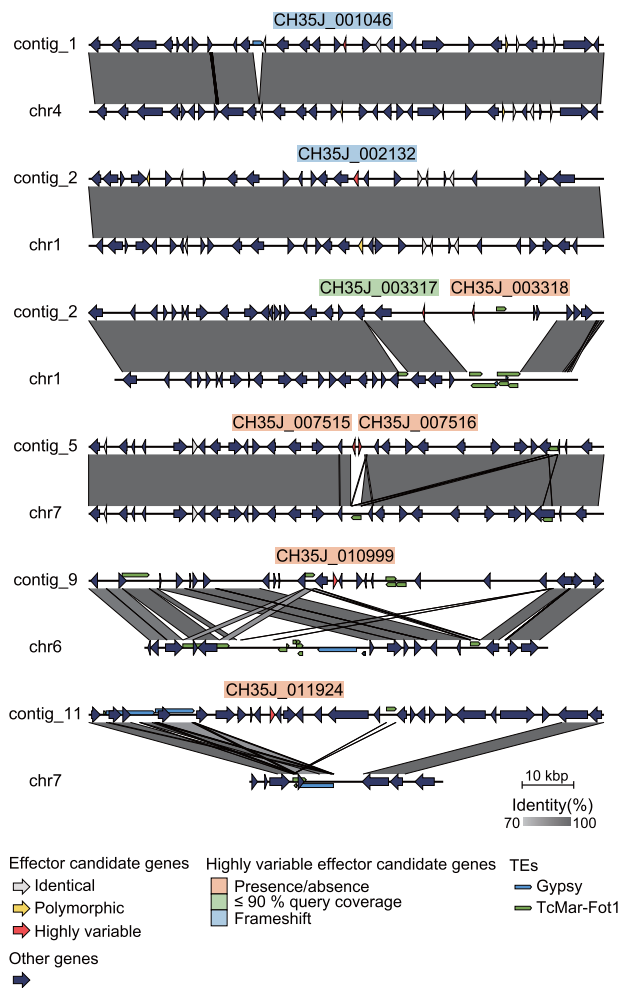 CH35J_001046
contig_1
chr4
CH35J_002132
contig_2
chr1
CH35J_003317 CH35J_003318
contig_2
chr1
CH35J_007515 CH35J_007516
contig_5
chr7
CH35J_010999
contig_9
chr6
CH35J_011924
contig_11
chr7
10 kbp
Identity(%)
70 100
Effector candidate genes
Identical
Polymorphic
Highly variable
Other genes
Highly variable effector candidate genes
Presence/absence
≤ 90 % query coverage
Frameshift
TEs
Gypsy
TcMar-Fot1